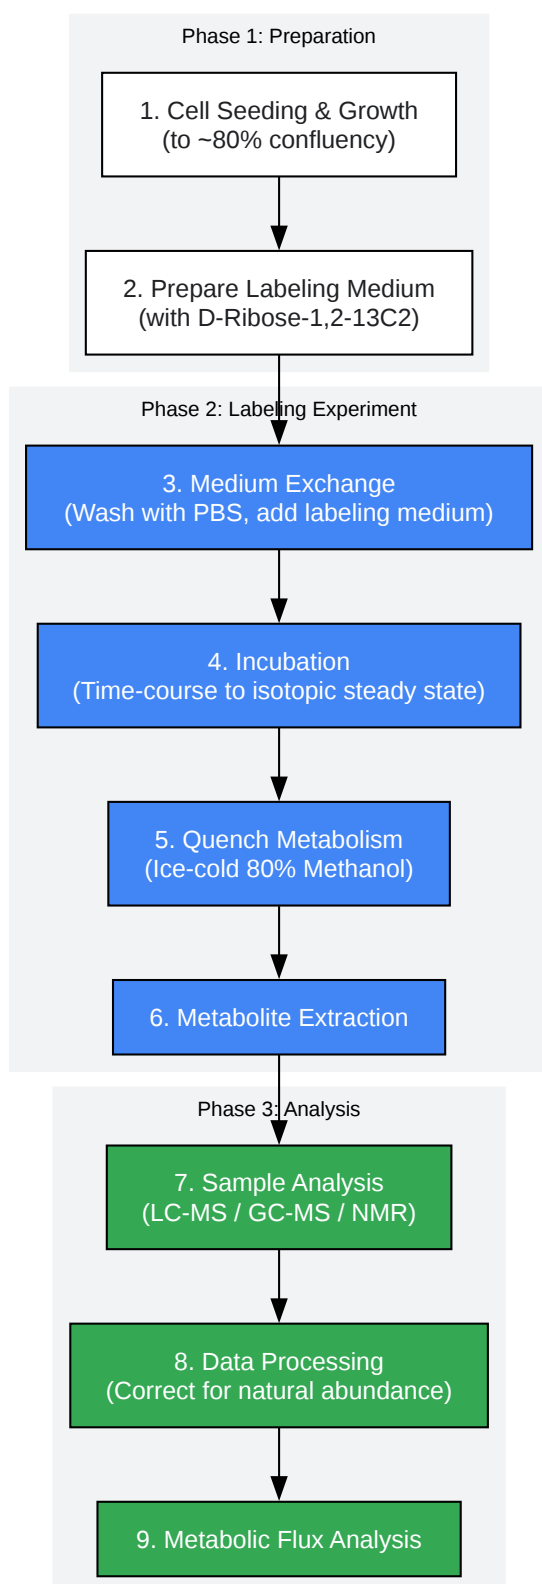 Phase 1: Preparation
1. Cell Seeding & Growth
(to ~80% confluency)
2. Prepare Labeling Medium
(with D-Ribose-1,2-13C2)
Phase 2: Labeling Experiment
3. Medium Exchange
(Wash with PBS, add labeling medium)
4. Incubation
(Time-course to isotopic steady state)
5. Quench Metabolism
(Ice-cold 80% Methanol)
6. Metabolite Extraction
Phase 3: Analysis
7. Sample Analysis
(LC-MS / GC-MS / NMR)
8. Data Processing
(Correct for natural abundance)
9. Metabolic Flux Analysis